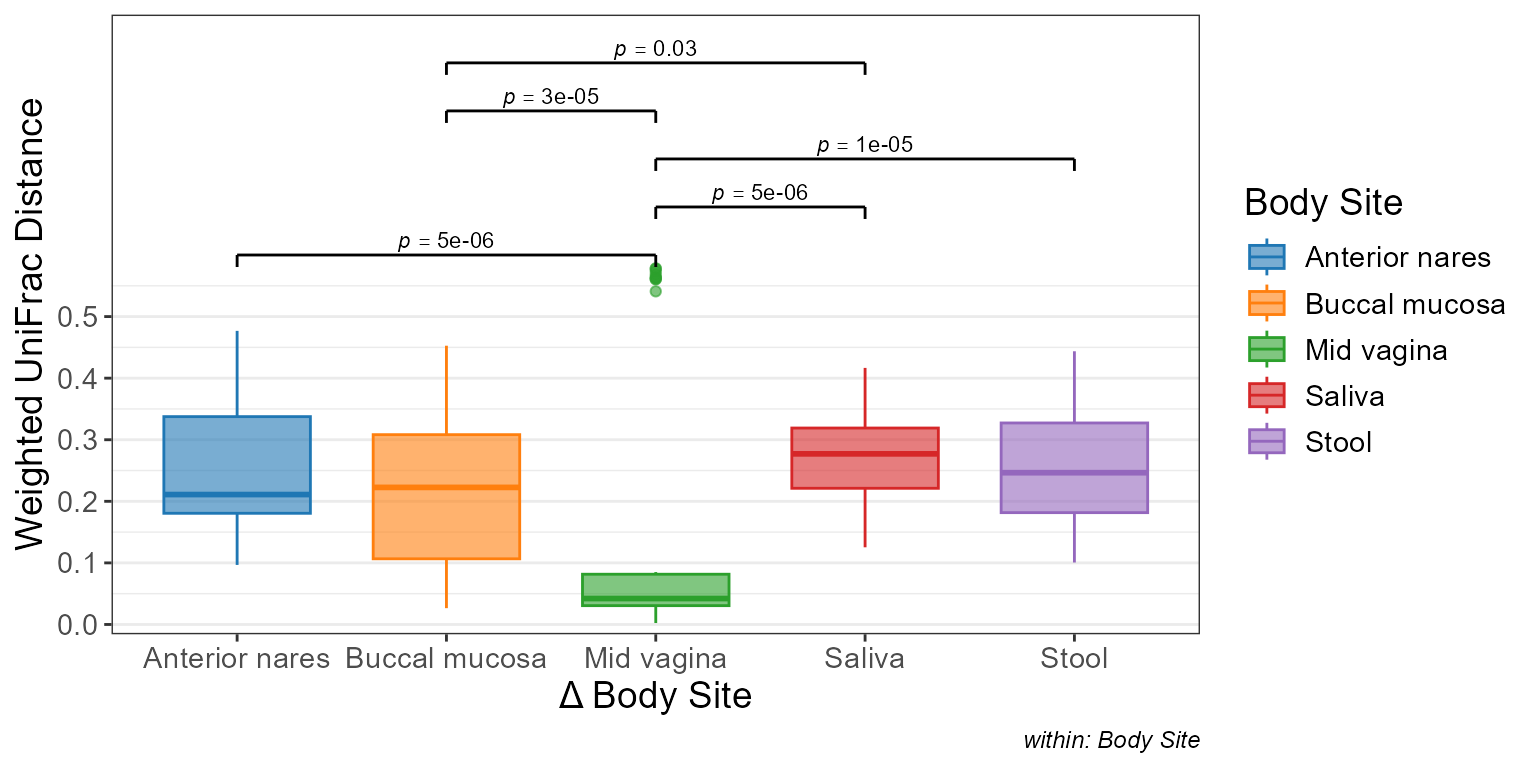 p = 0.03
p = 3e-05
p = 1e-05
p = 5e-06
p = 5e-06
Weighted UniFrac Distance
0.5
0.4
0.3
0.2
0.1
0.0
Anterior nares Buccal mucosa Mid vagina Saliva Stool
Δ Body Site
within: Body Site
Body Site
Anterior nares
Buccal mucosa
Mid vagina
Saliva
Stool